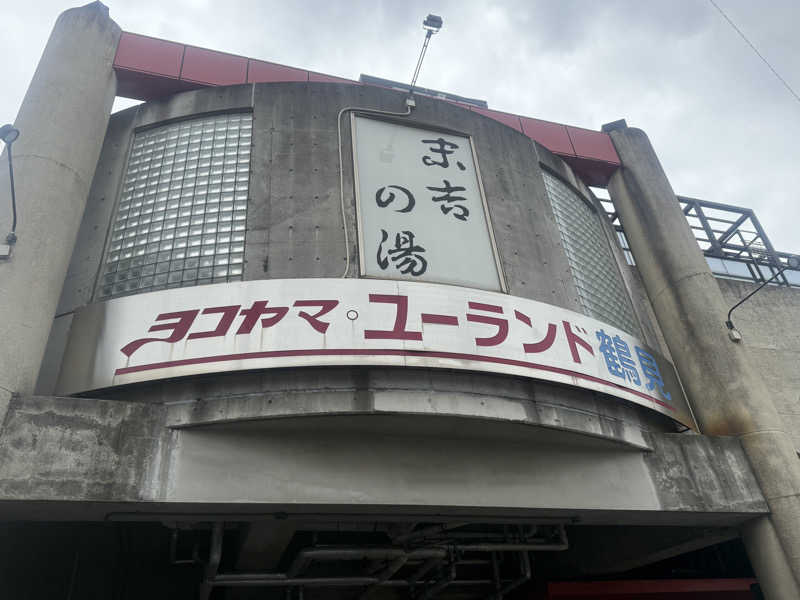 末吉
の湯
ヨコヤマ・ユーランド鶴見